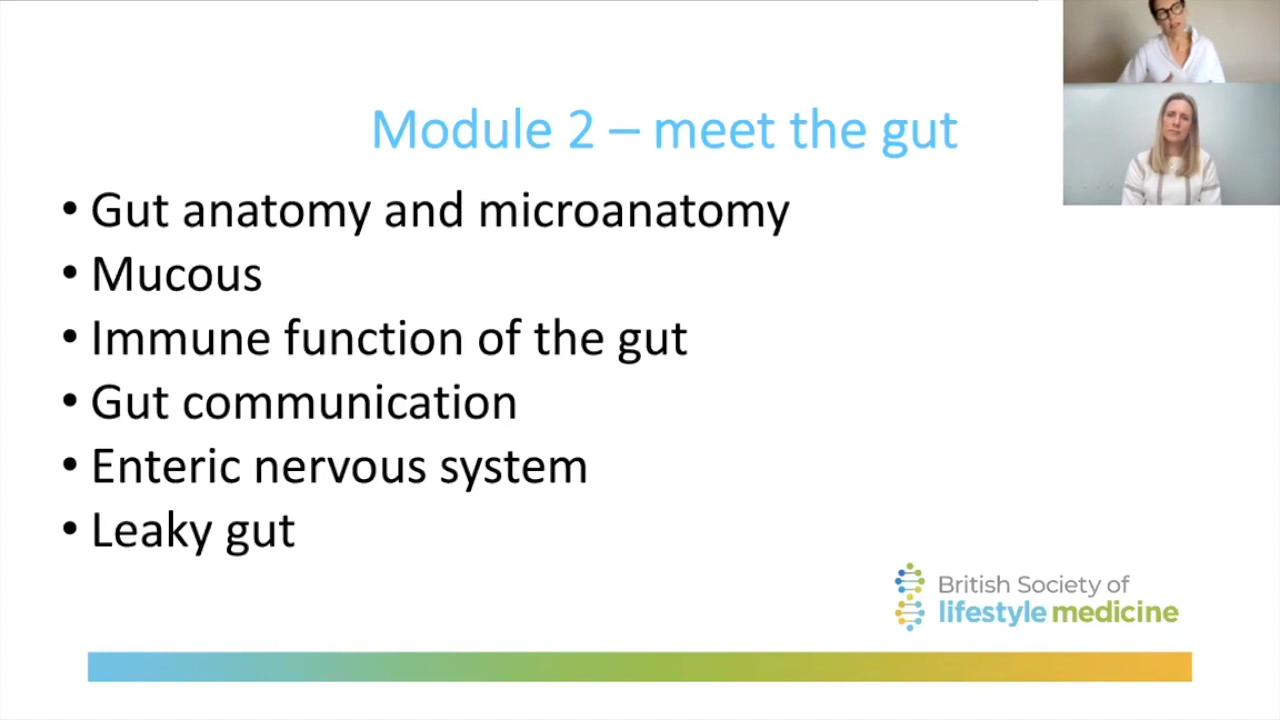 Module 2 – meet the gut
• Gut anatomy and microanatomy
• Mucous
• Immune function of the gut
• Gut communication
• Enteric nervous system
• Leaky gut
British Society of
lifestyle medicine